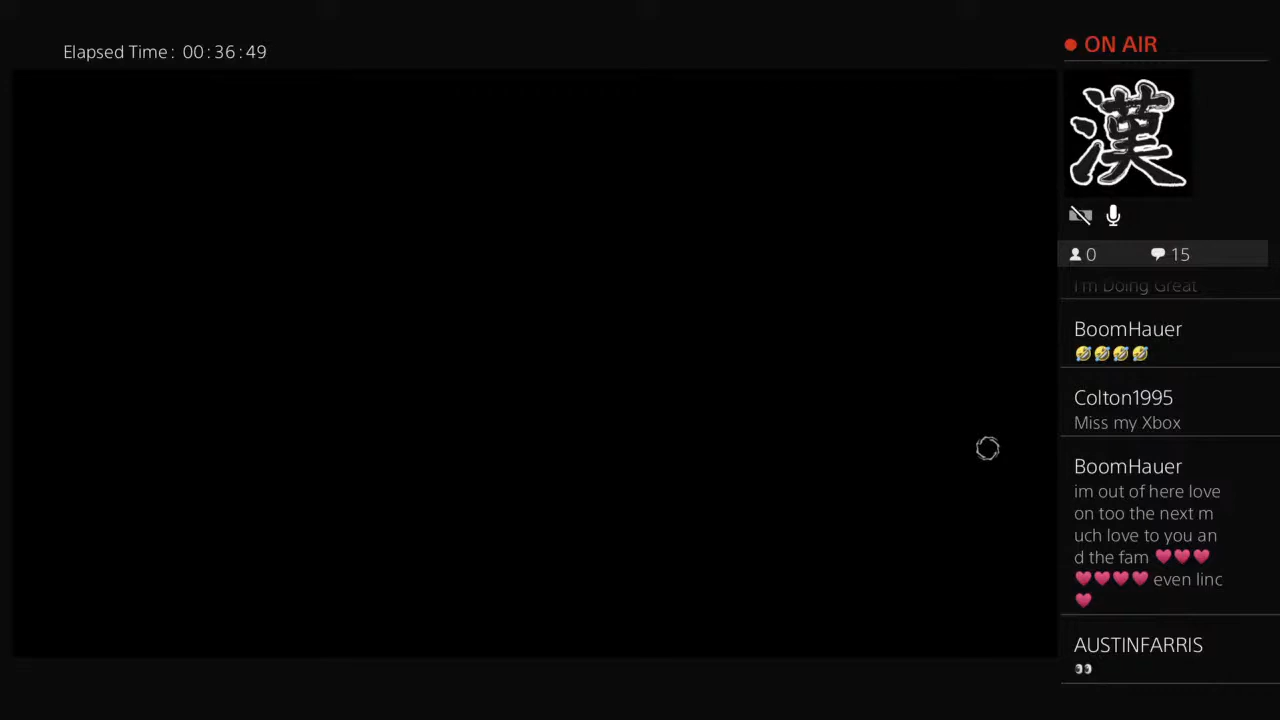 Elapsed Time: 00:36:49
ON AIR
漢
0 15
I'm Doing Great
BoomHauer
🤣🤣🤣🤣
Colton1995
Miss my Xbox
BoomHauer
im out of here love
on too the next m
uch love to you an
d the fam ❤❤❤
❤❤❤❤ even linc
❤
AUSTINFARRIS
👀